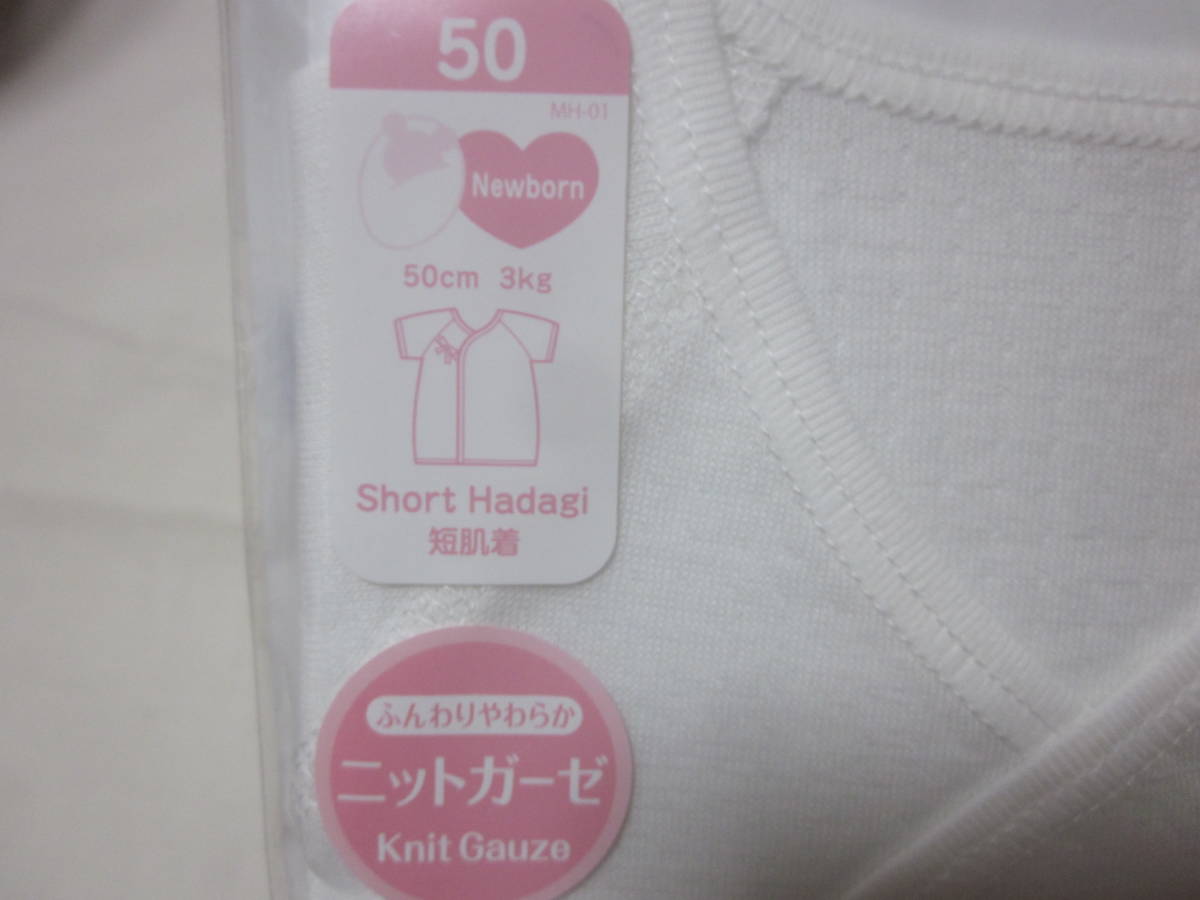 50
MH-01
Newborn
50cm 3kg
Short Hadagi
短肌着
ふんわりやわらか
ニットガーゼ
Knit Gauze